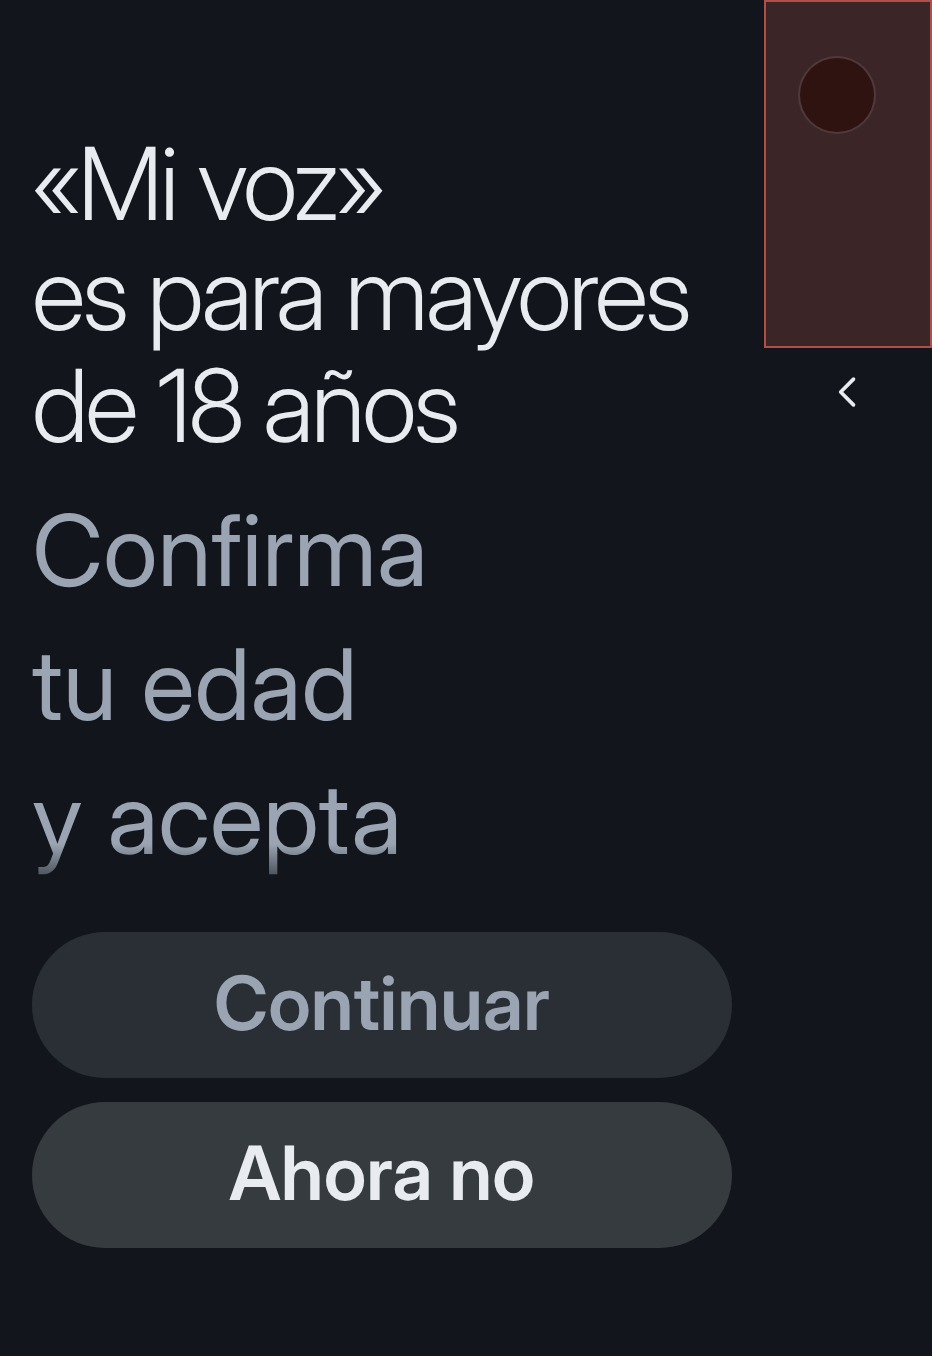 «Mi voz»
es para mayores
de 18 años
Confirma
tu edad
y acepta
Continuar
Ahora no